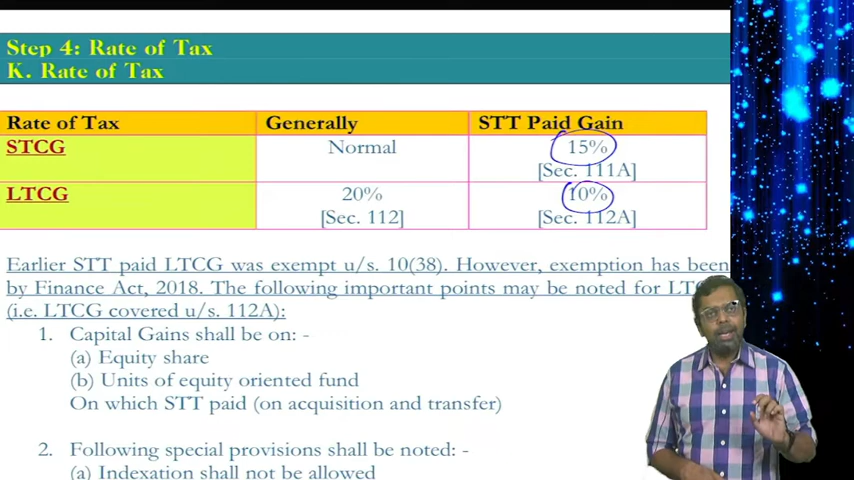 Step 4: Rate of Tax
K. Rate of Tax
Rate of Tax Generally STT Paid Gain
STCG Normal 15%
[Sec. 111A]
LTCG 20% 10%
[Sec. 112] [Sec. 112A]
Earlier STT paid LTCG was exempt u/s. 10(38). However, exemption has been
by Finance Act, 2018. The following important points may be noted for
(i.e. LTCG covered u/s. 112A):
1. Capital Gains shall be on: -
(a) Equity share
(b) Units of equity oriented fund
On which STT paid (on acquisition and transfer)
2. Following special provisions shall be noted: -
(a) Indexation shall not be allowed